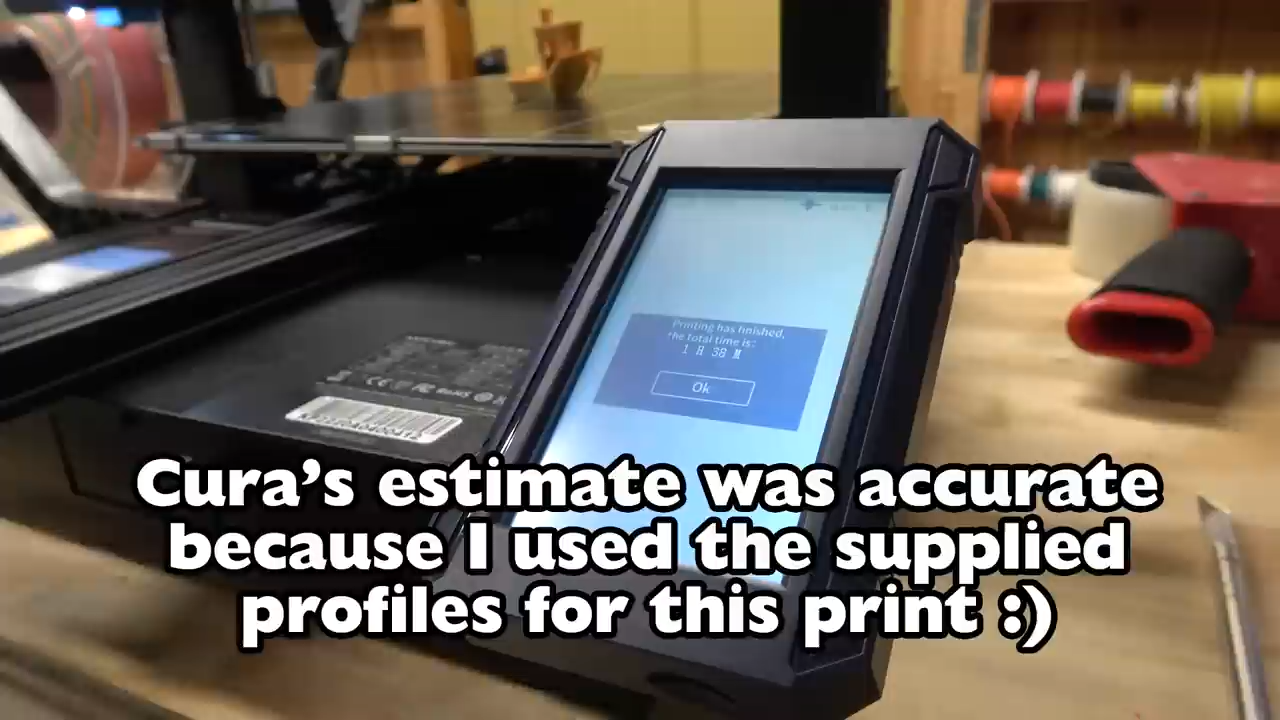 Printing has finished,
the total time is:
1 H 38 M
Ok
Cura's estimate was accurate
because I used the supplied
profiles for this print :)